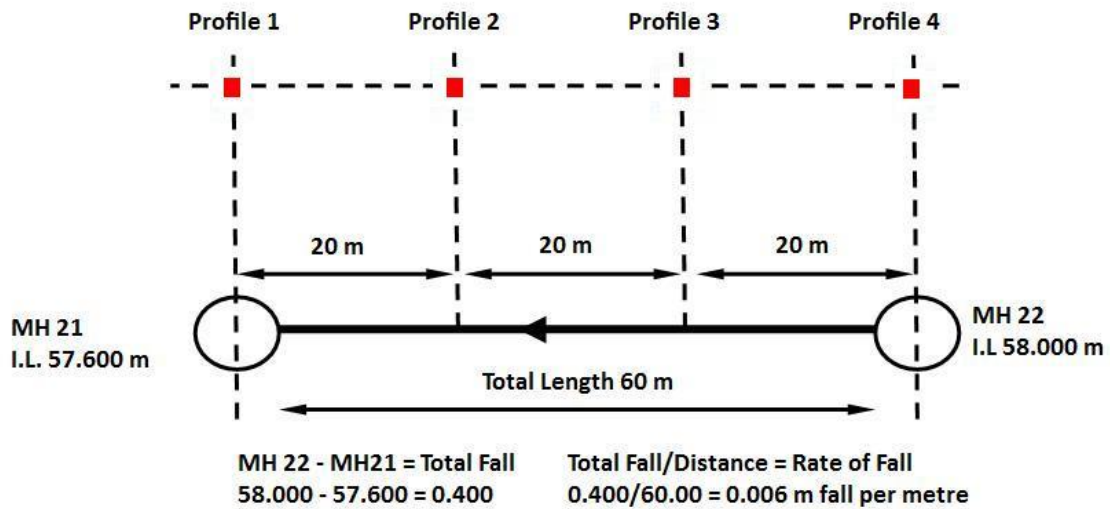 Profile 1
Profile 2
Profile 3
Profile 4
20 m
20 m
20 m
MH 21
I.L. 57.600 m
MH 22
I.L 58.000 m
Total Length 60 m
MH 22 - MH21 = Total Fall
58.000 - 57.600 = 0.400
Total Fall/Distance = Rate of Fall
0.400/60.00 = 0.006 m fall per metre